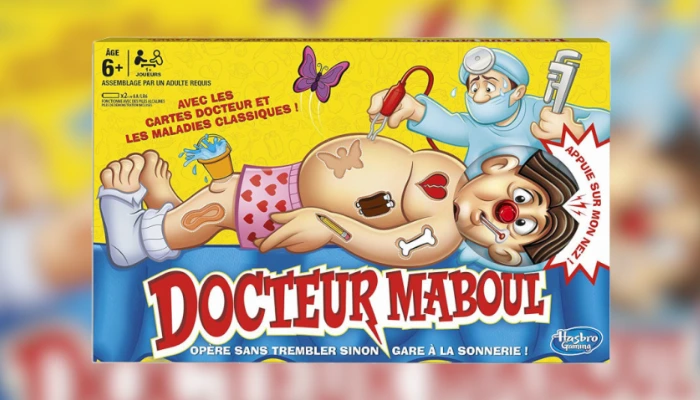 ÂGE
6+
1+
JOUEURS
ASSEMBLAGE PAR UN ADULTE REQUIS
AVEC LES
CARTES DOCTEUR ET
LES MALADIES CLASSIQUES !
APPUIE SUR MON NEZ !
DOCTEUR MABOUL
OPÈRE SANS TREMBLER SINON GARE À LA SONNERIE !
Hasbro
Gaming